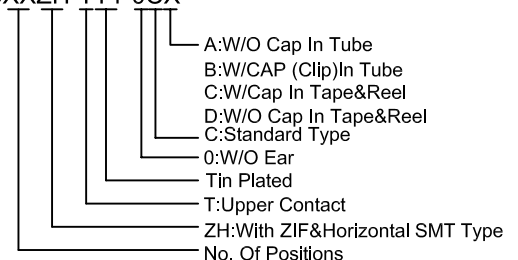 A:W/O Cap In Tube
B:W/CAP (Clip)In Tube
C:W/Cap In Tape&Reel
D:W/O Cap In Tape&Reel
C:Standard Type
0:W/O Ear
Tin Plated
T:Upper Contact
ZH:With ZIF&Horizontal SMT Type
No. Of Positions